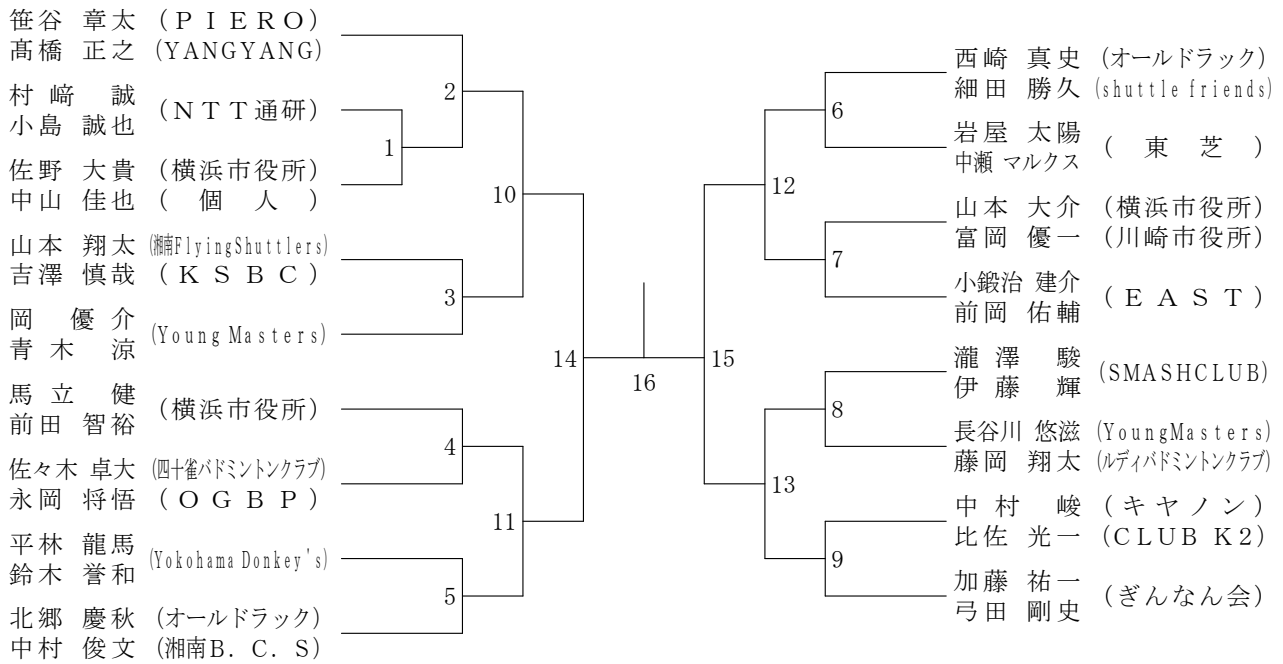 笹谷 章太 (ＰＩＥＲＯ)
髙橋 正之 (YANGYANG)
村﨑 誠
小島 誠也
(ＮＴＴ通研)
佐野 大貴 (横浜市役所)
中山 佳也 (個人)
山本 翔太 (湘南FlyingShuttlers)
吉澤 慎哉 (ＫＳＢＣ)
岡 優介
青木 涼
(Young Masters)
馬立 健
前田 智裕
(横浜市役所)
佐々木 卓大 (四十雀バドミントンクラブ)
永岡 将悟 (ＯＧＢＰ)
平林 龍馬
鈴木 誉和
(Yokohama Donkey's)
北郷 慶秋 (オールドラック)
中村 俊文 (湘南Ｂ．Ｃ．Ｓ)
2
1
10
3
14
4
11
5
16
西崎 真史 (オールドラック)
細田 勝久 (shuttle friends)
岩屋 太陽
中瀬 マルクス
(東芝)
山本 大介 (横浜市役所)
富岡 優一 (川崎市役所)
小鍛治 建介
前岡 佑輔
(ＥＡＳＴ)
瀧澤 駿
伊藤 輝
(SMASHCLUB)
長谷川 悠滋 (YoungMasters)
藤岡 翔太 (ルディバドミントンクラブ)
中村 峻 (キヤノン)
比佐 光一 (CLUB K2)
加藤 祐一
弓田 剛史
(ぎんなん会)
6
12
7
15
8
13
9